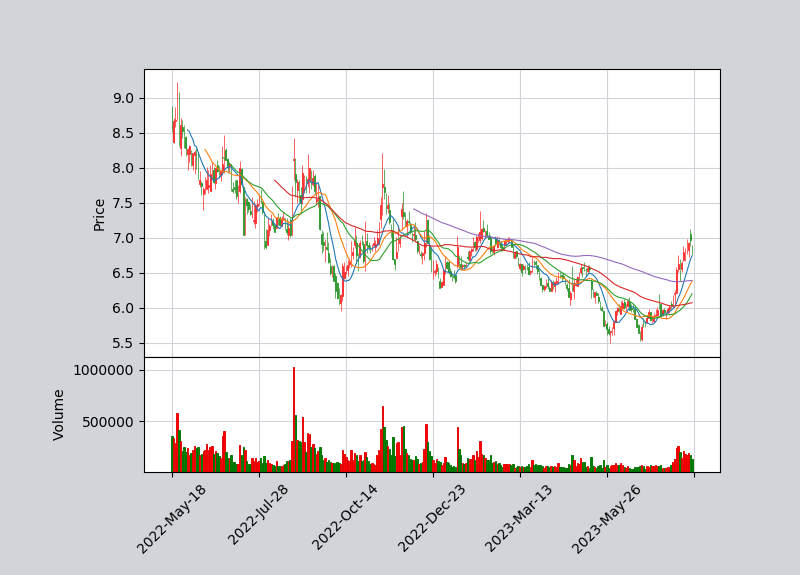 9.0
8.5
8.0
7.5
7.0
6.5
6.0
5.5
Price
1000000
500000
Volume
2022-May-18
2022-Jul-28
2022-Oct-14
2022-Dec-23
2023-Mar-13
2023-May-26